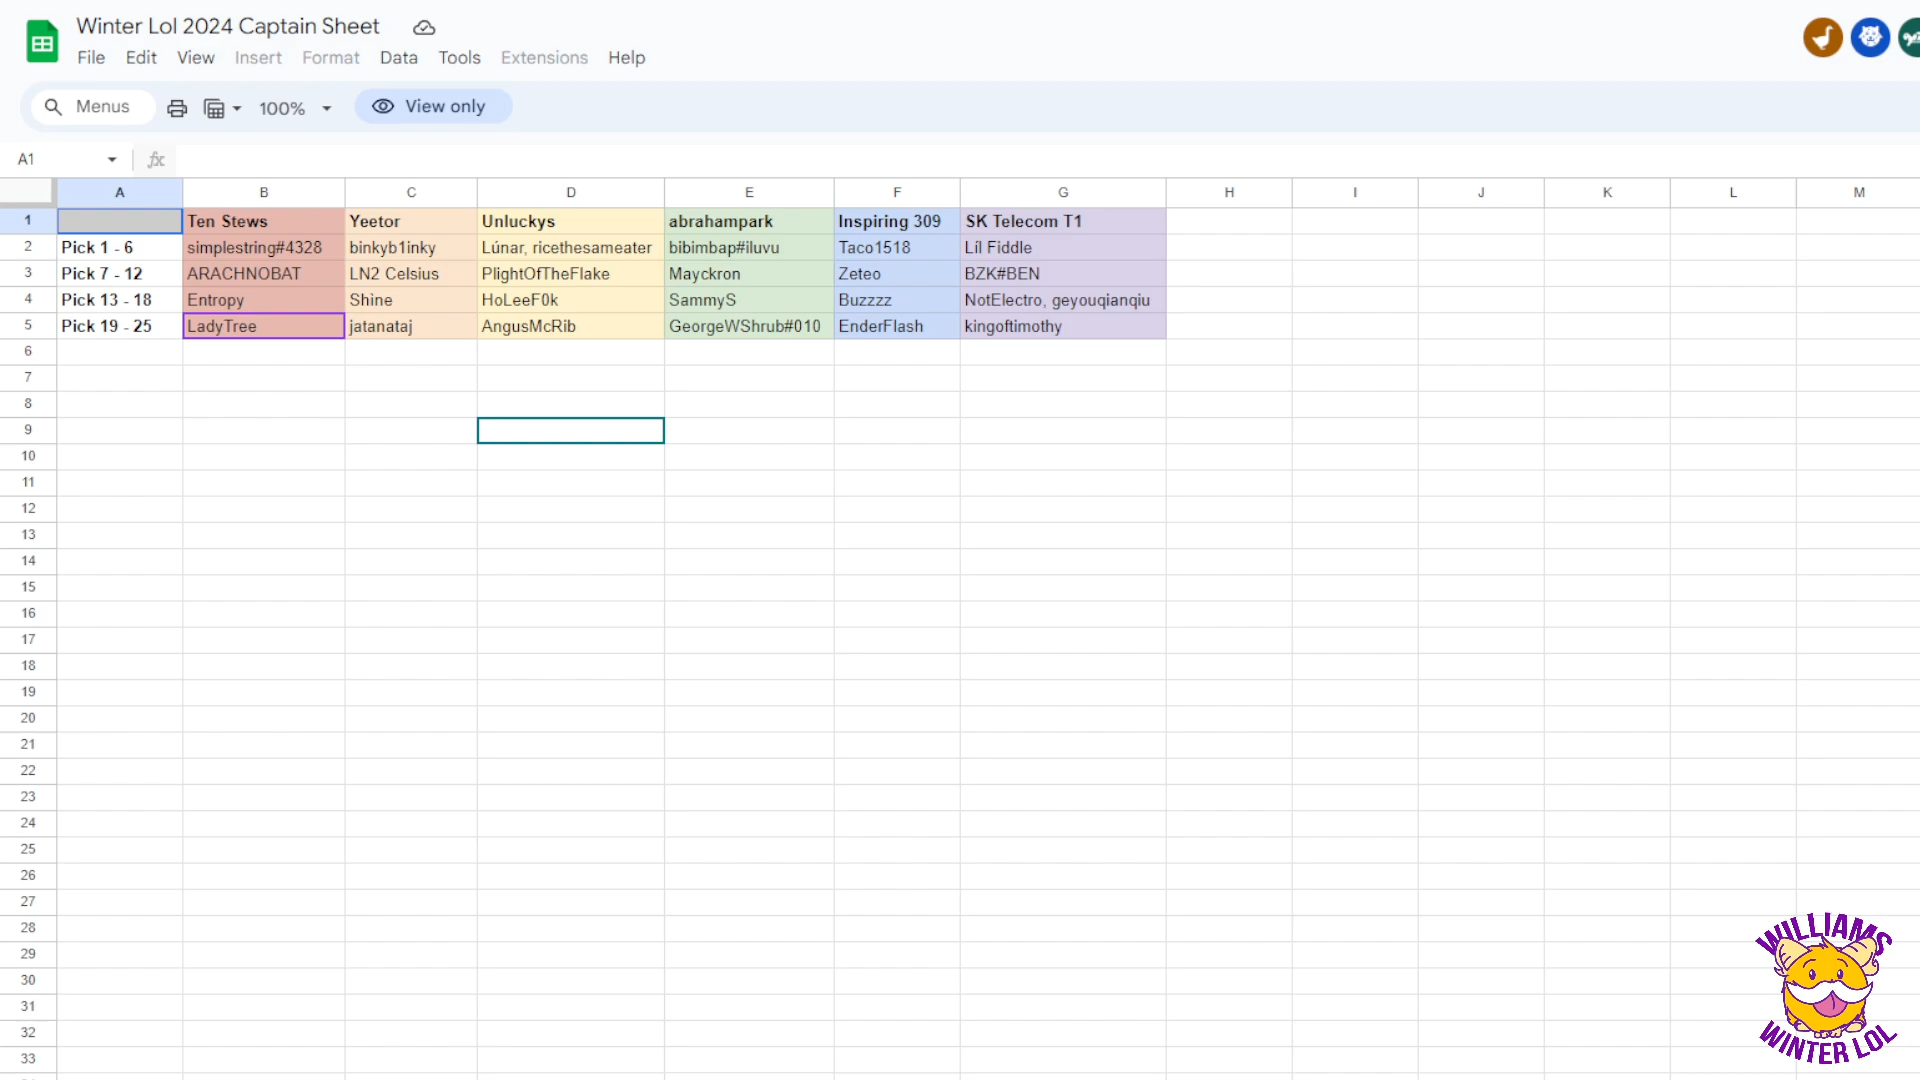 Winter Lol 2024 Captain Sheet
File Edit View Insert Format Data Tools Extensions Help
Menus 100% View only
A1 fx
A B C D E F G H I J K L M
1 Ten Stews Yeetor Unluckys abrahampark Inspiring 309 SK Telecom T1
2 Pick 1 - 6 simplestring#4328 binkyb1inky Lúnar, ricethesameater bibimbap#iluvu Taco1518 Líl Fiddle
3 Pick 7 - 12 ARACHNOBAT LN2 Celsius PlightOfTheFlake Mayckron Zeteo BZK#BEN
4 Pick 13 - 18 Entropy Shine HoLeeF0k SammyS Buzzzz NotElectro, geyouqianqiu
5 Pick 19 - 25 LadyTree jatanataj AngusMcRib GeorgeWShrub#010 EnderFlash kingoftimothy
6
7
8
9
10
11
12
13
14
15
16
17
18
19
20
21
22
23
24
25
26
27
28
29
30
31
32
33
WILLIAMS
WINTER LOL